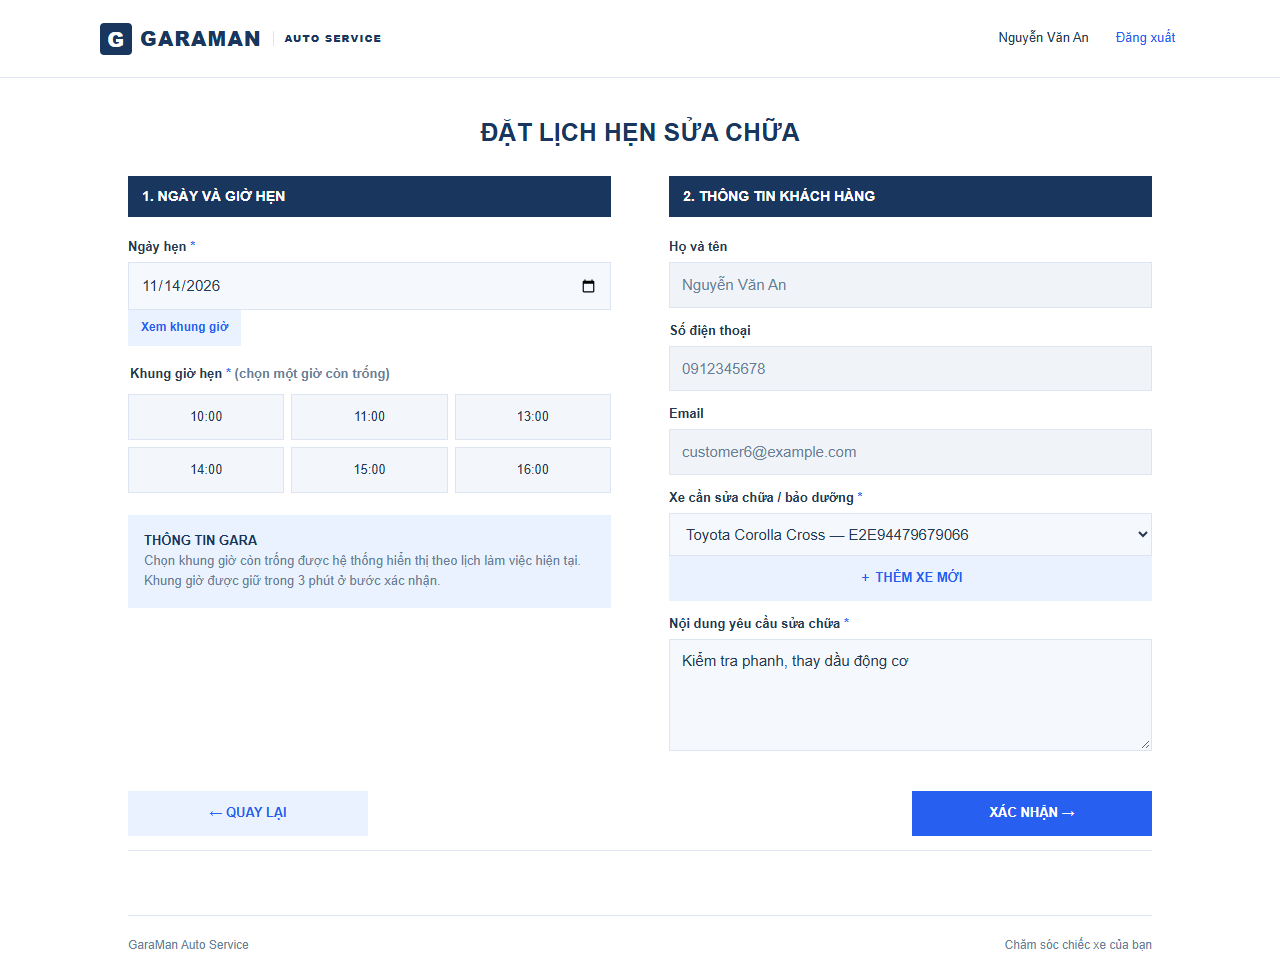 G GARAMAN AUTO SERVICE
Nguyễn Văn An Đăng xuất
ĐẶT LỊCH HẸN SỬA CHỮA
1. NGÀY VÀ GIỜ HẸN
Ngày hẹn *
11/14/2026
Xem khung giờ
Khung giờ hẹn * (chọn một giờ còn trống)
10:00 11:00 13:00
14:00 15:00 16:00
THÔNG TIN GARA
Chọn khung giờ còn trống được hệ thống hiển thị theo lịch làm việc hiện tại.
Khung giờ được giữ trong 3 phút ở bước xác nhận.
2. THÔNG TIN KHÁCH HÀNG
Họ và tên
Nguyễn Văn An
Số điện thoại
0912345678
Email
customer6@example.com
Xe cần sửa chữa / bảo dưỡng *
Toyota Corolla Cross — E2E94479679066
+ THÊM XE MỚI
Nội dung yêu cầu sửa chữa *
Kiểm tra phanh, thay dầu động cơ
← QUAY LẠI
XÁC NHẬN →
GaraMan Auto Service
Chăm sóc chiếc xe của bạn